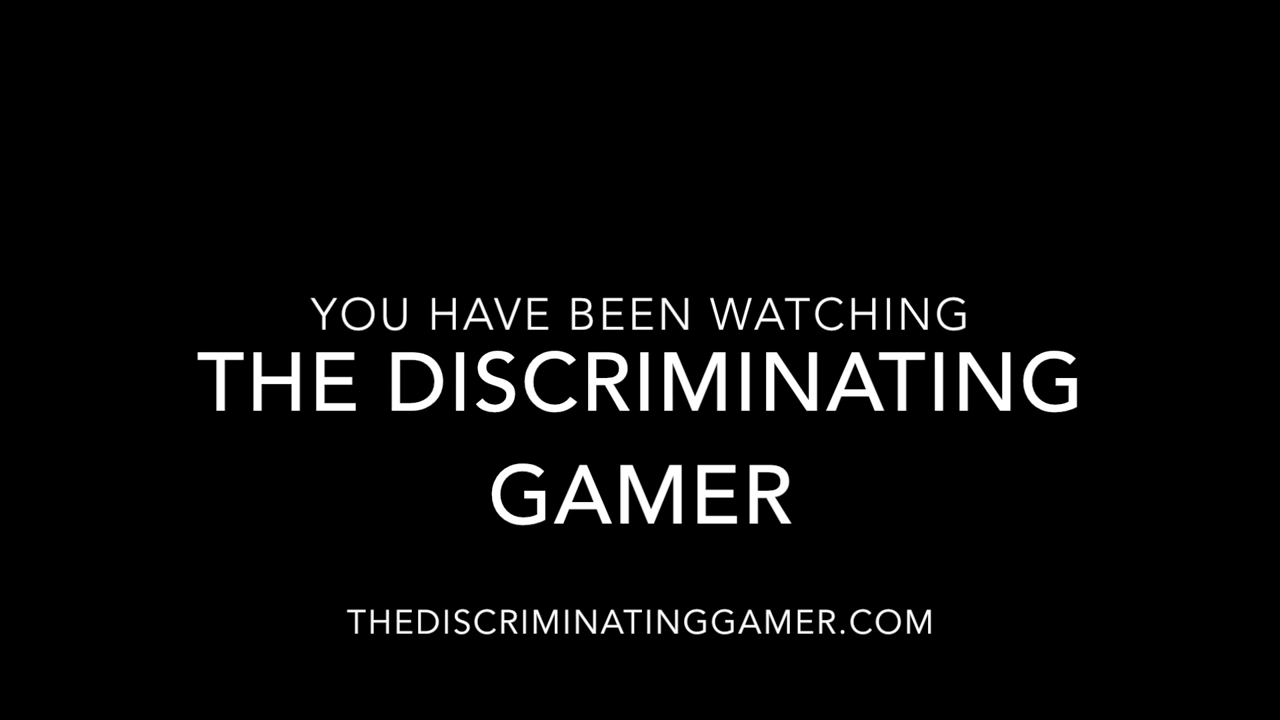 YOU HAVE BEEN WATCHING
THE DISCRIMINATING
GAMER
THEDISCRIMINATINGGAMER.COM